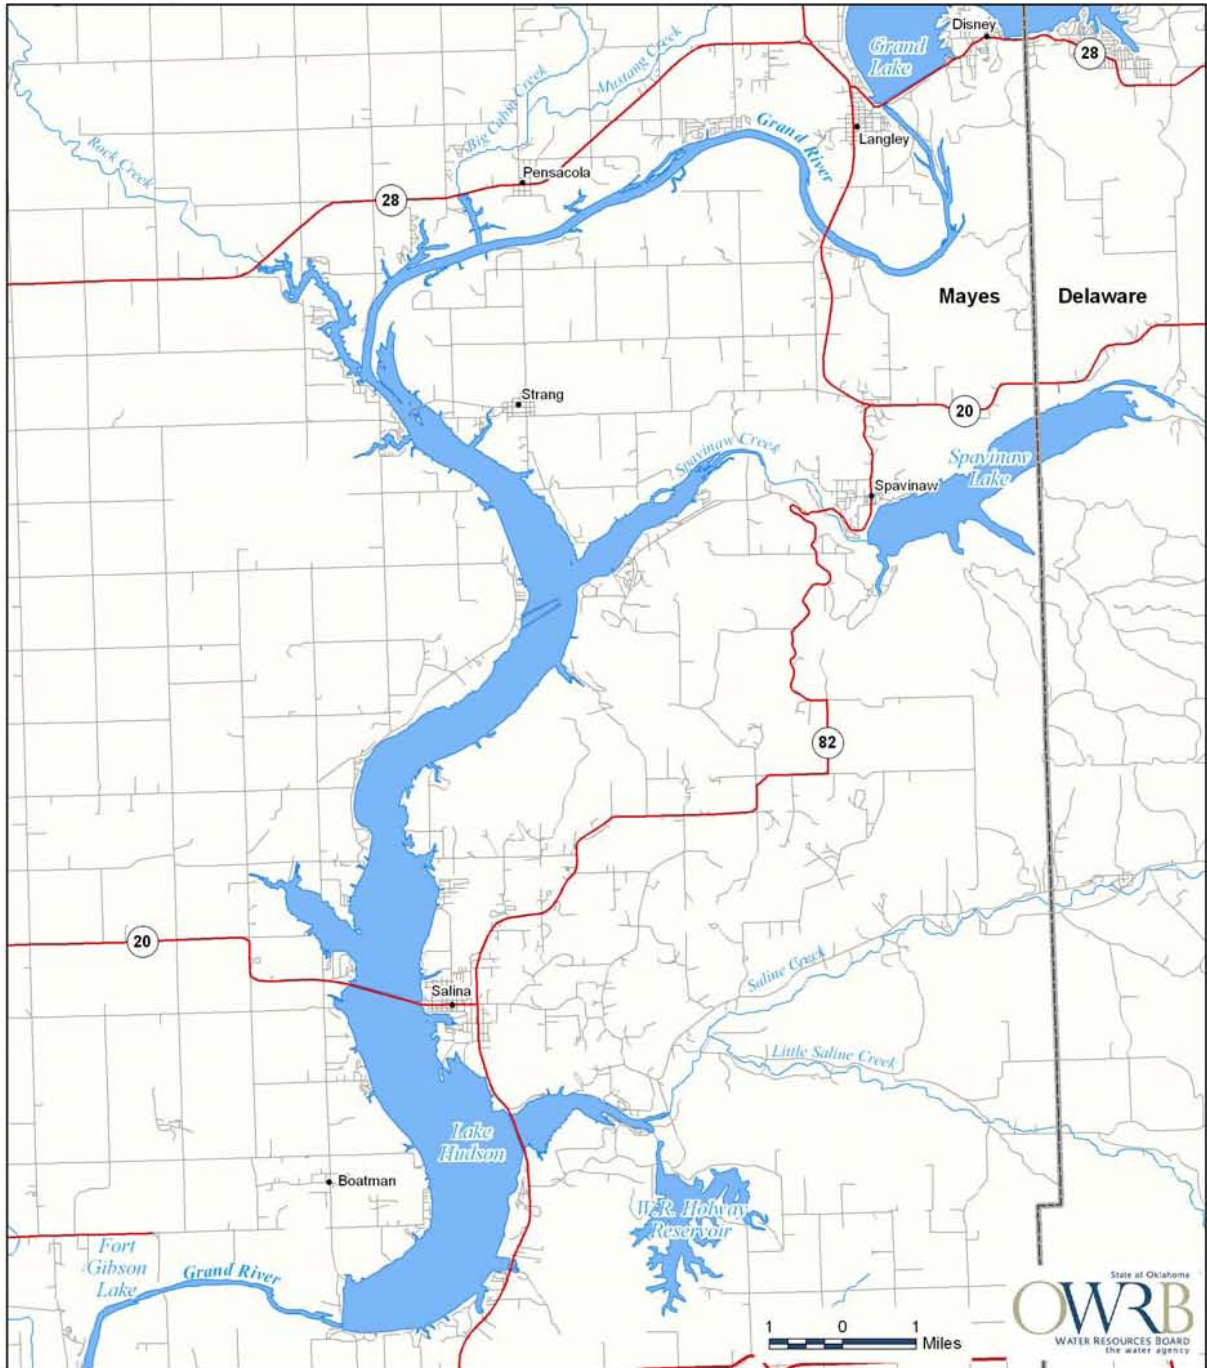 Disney
Grand
Lake
28
Mustang Creek
Big Cabin Creek
Rock Creek
Grand River
Langley
Pensacola
28
Mayes
Delaware
Strang
20
Spavinaw Creek
Spavinaw
Lake
Spavinaw
82
20
Saline Creek
Salina
Little Saline Creek
Lake
Hudson
Boatman
W.R. Holway
Reservoir
Fort
Gibson
Lake
Grand River
State of Oklahoma
OWRB
WATER RESOURCES BOARD
the water agency
1 0 1
Miles